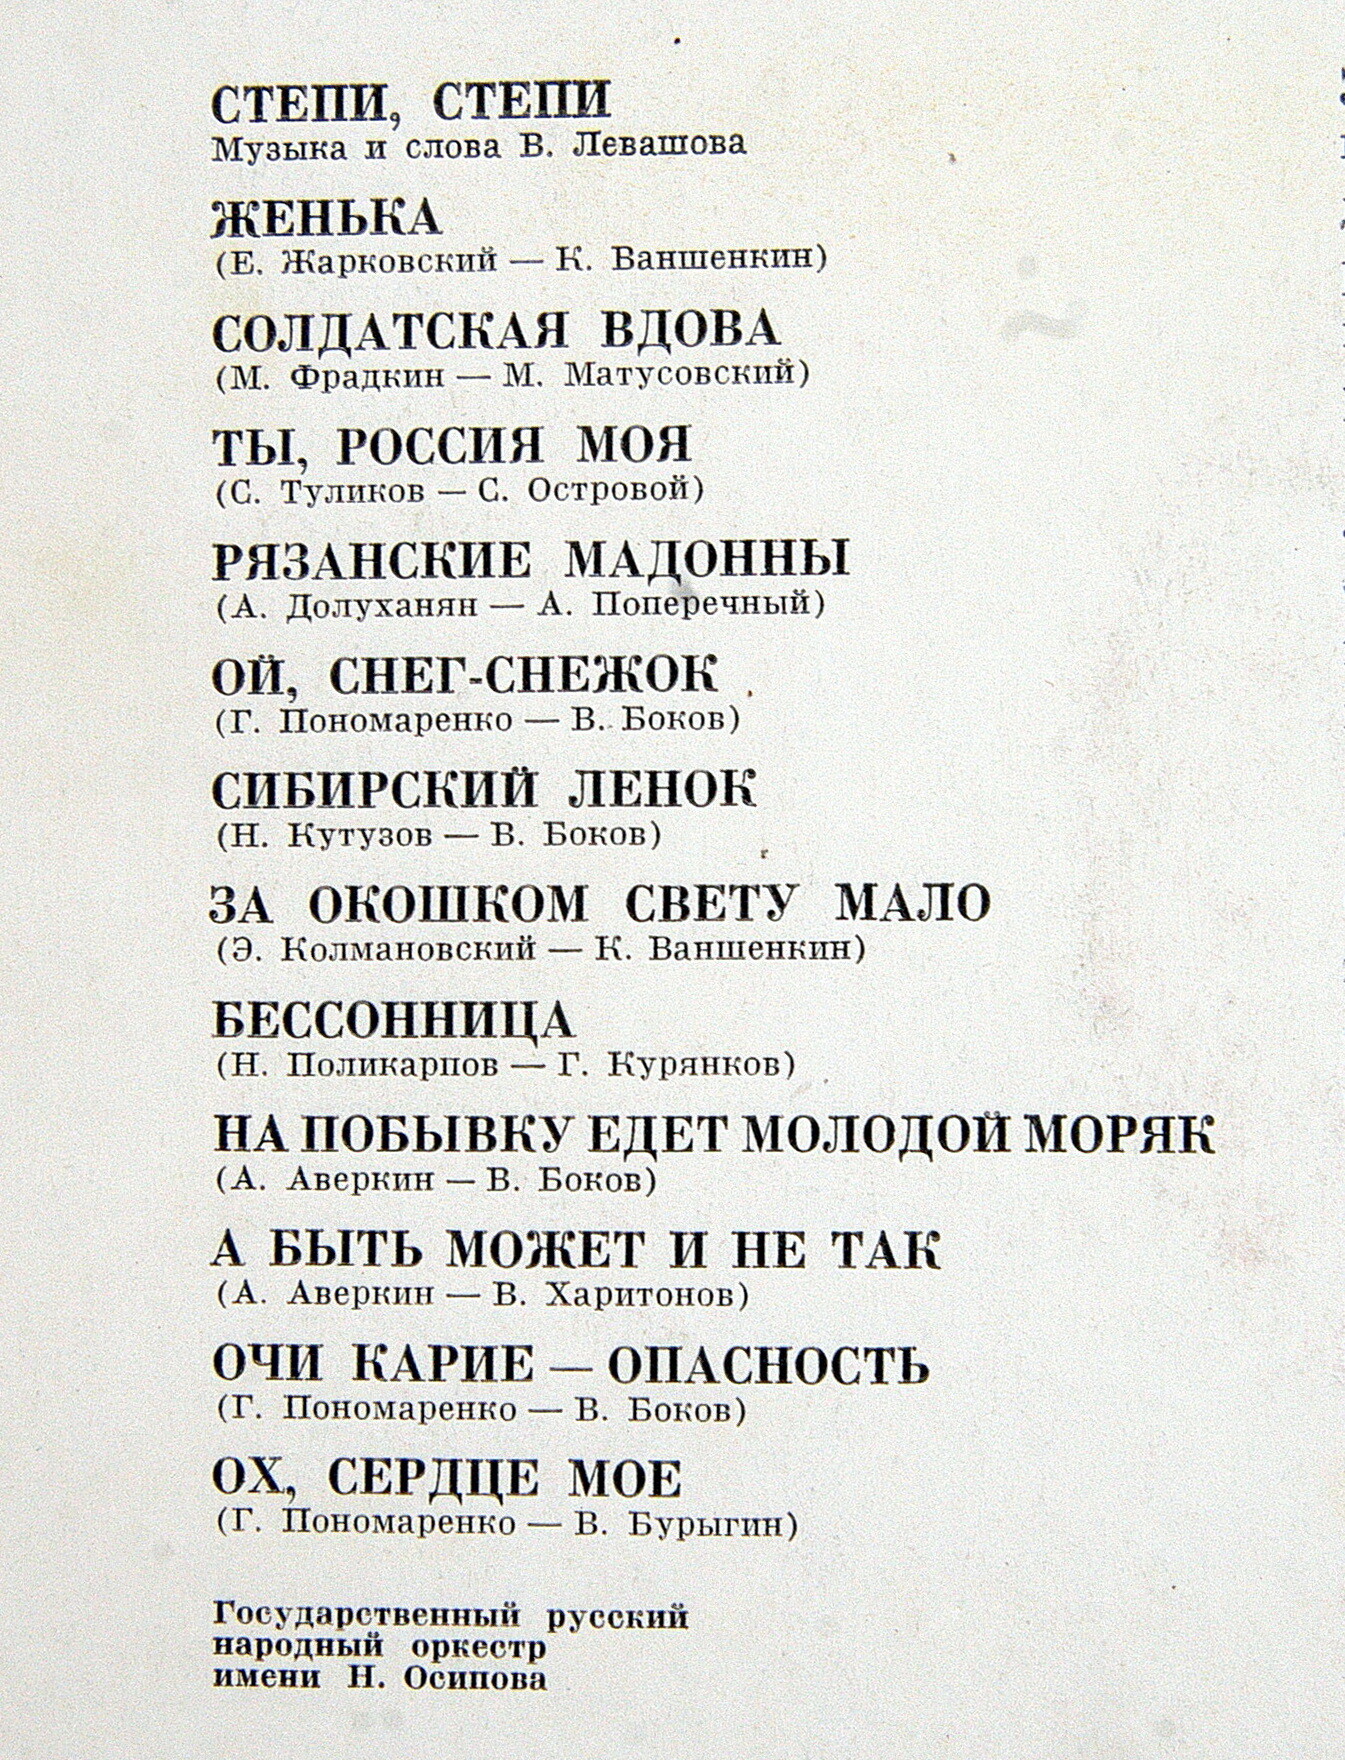 СТЕПИ, СТЕПИ
Музыка и слова В. Левашова
ЖЕНЬКА
(Е. Жарковский — К. Ваншенкин)
СОЛДАТСКАЯ ВДОВА
(М. Фрадкин — М. Матусовский)
ТЫ, РОССИЯ МОЯ
(С. Туликов — С. Островой)
РЯЗАНСКИЕ МАДОННЫ
(А. Долуханян — А. Поперечный)
ОЙ, СНЕГ-СНЕЖОК
(Г. Пономаренко — В. Боков)
СИБИРСКИЙ ЛЕНОК
(Н. Кутузов — В. Боков)
ЗА ОКОШКОМ СВЕТУ МАЛО
(Э. Колмановский — К. Ваншенкин)
БЕССОННИЦА
(Н. Поликарпов — Г. Курянков)
НА ПОБЫВКУ ЕДЕТ МОЛОДОЙ МОРЯК
(А. Аверкин — В. Боков)
А БЫТЬ МОЖЕТ И НЕ ТАК
(А. Аверкин — В. Харитонов)
ОЧИ КАРИЕ — ОПАСНОСТЬ
(Г. Пономаренко — В. Боков)
ОХ, СЕРДЦЕ МОЕ
(Г. Пономаренко — В. Бурыгин)
Государственный русский
народный оркестр
имени Н. Осипова